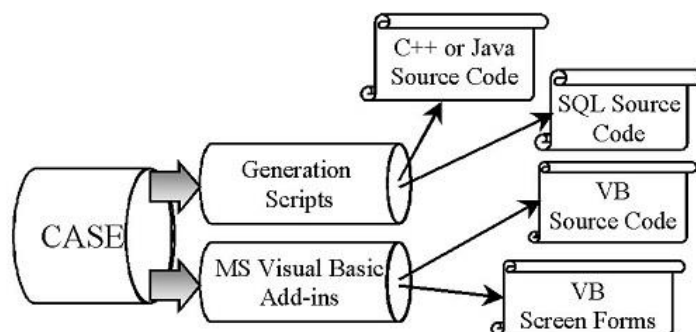 C++ or Java
Source Code
SQL Source
Code
Generation
Scripts
VB
Source Code
CASE
MS Visual Basic
Add-ins
VB
Screen Forms